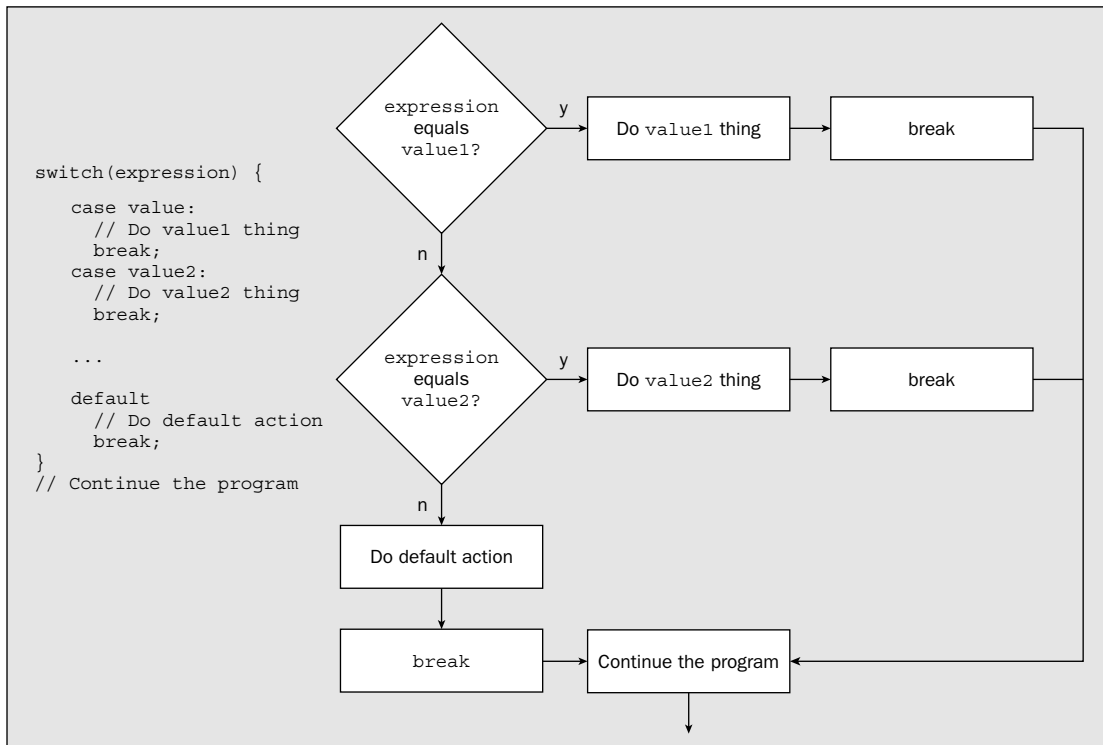 switch(expression) {
case value:
// Do value1 thing
break;
case value2:
// Do value2 thing
break;
...
default
// Do default action
break;
}
// Continue the program
expression
equals
value1?
y
Do value1 thing
break
n
expression
equals
value2?
y
Do value2 thing
break
n
Do default action
break
Continue the program